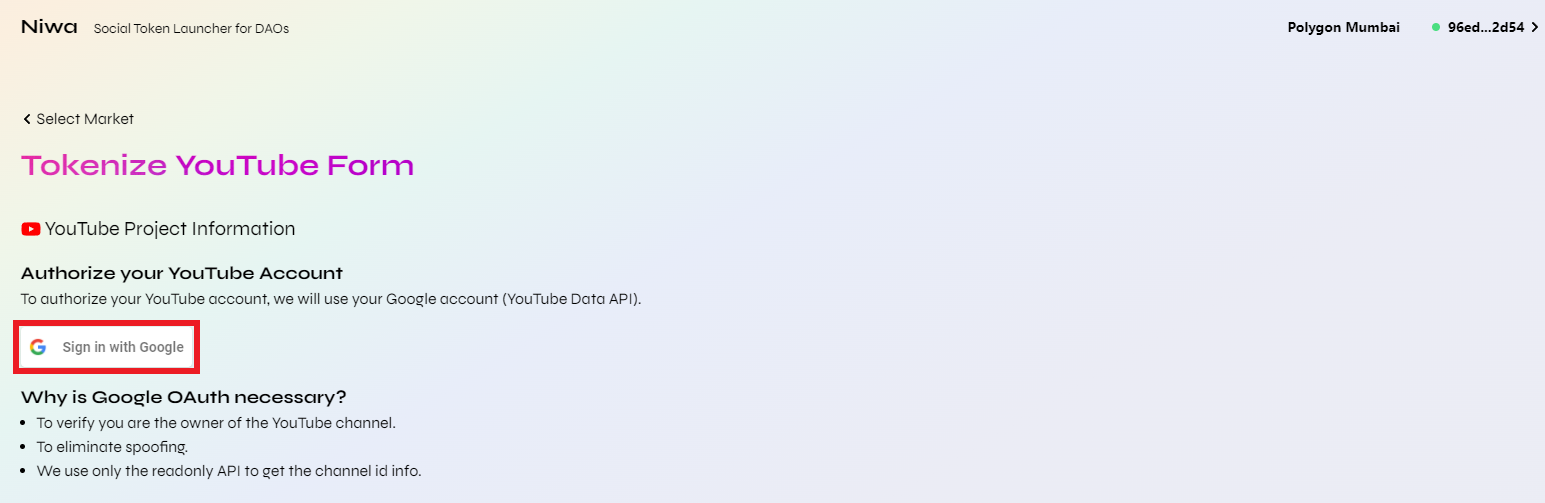 Niwa Social Token Launcher for DAOs Polygon Mumbai 96ed...2d54
Select Market
Tokenize YouTube Form
YouTube Project Information
Authorize your YouTube Account
To authorize your YouTube account, we will use your Google account (YouTube Data API).
Sign in with Google
Why is Google OAuth necessary?
• To verify you are the owner of the YouTube channel.
• To eliminate spoofing.
• We use only the readonly API to get the channel id info.